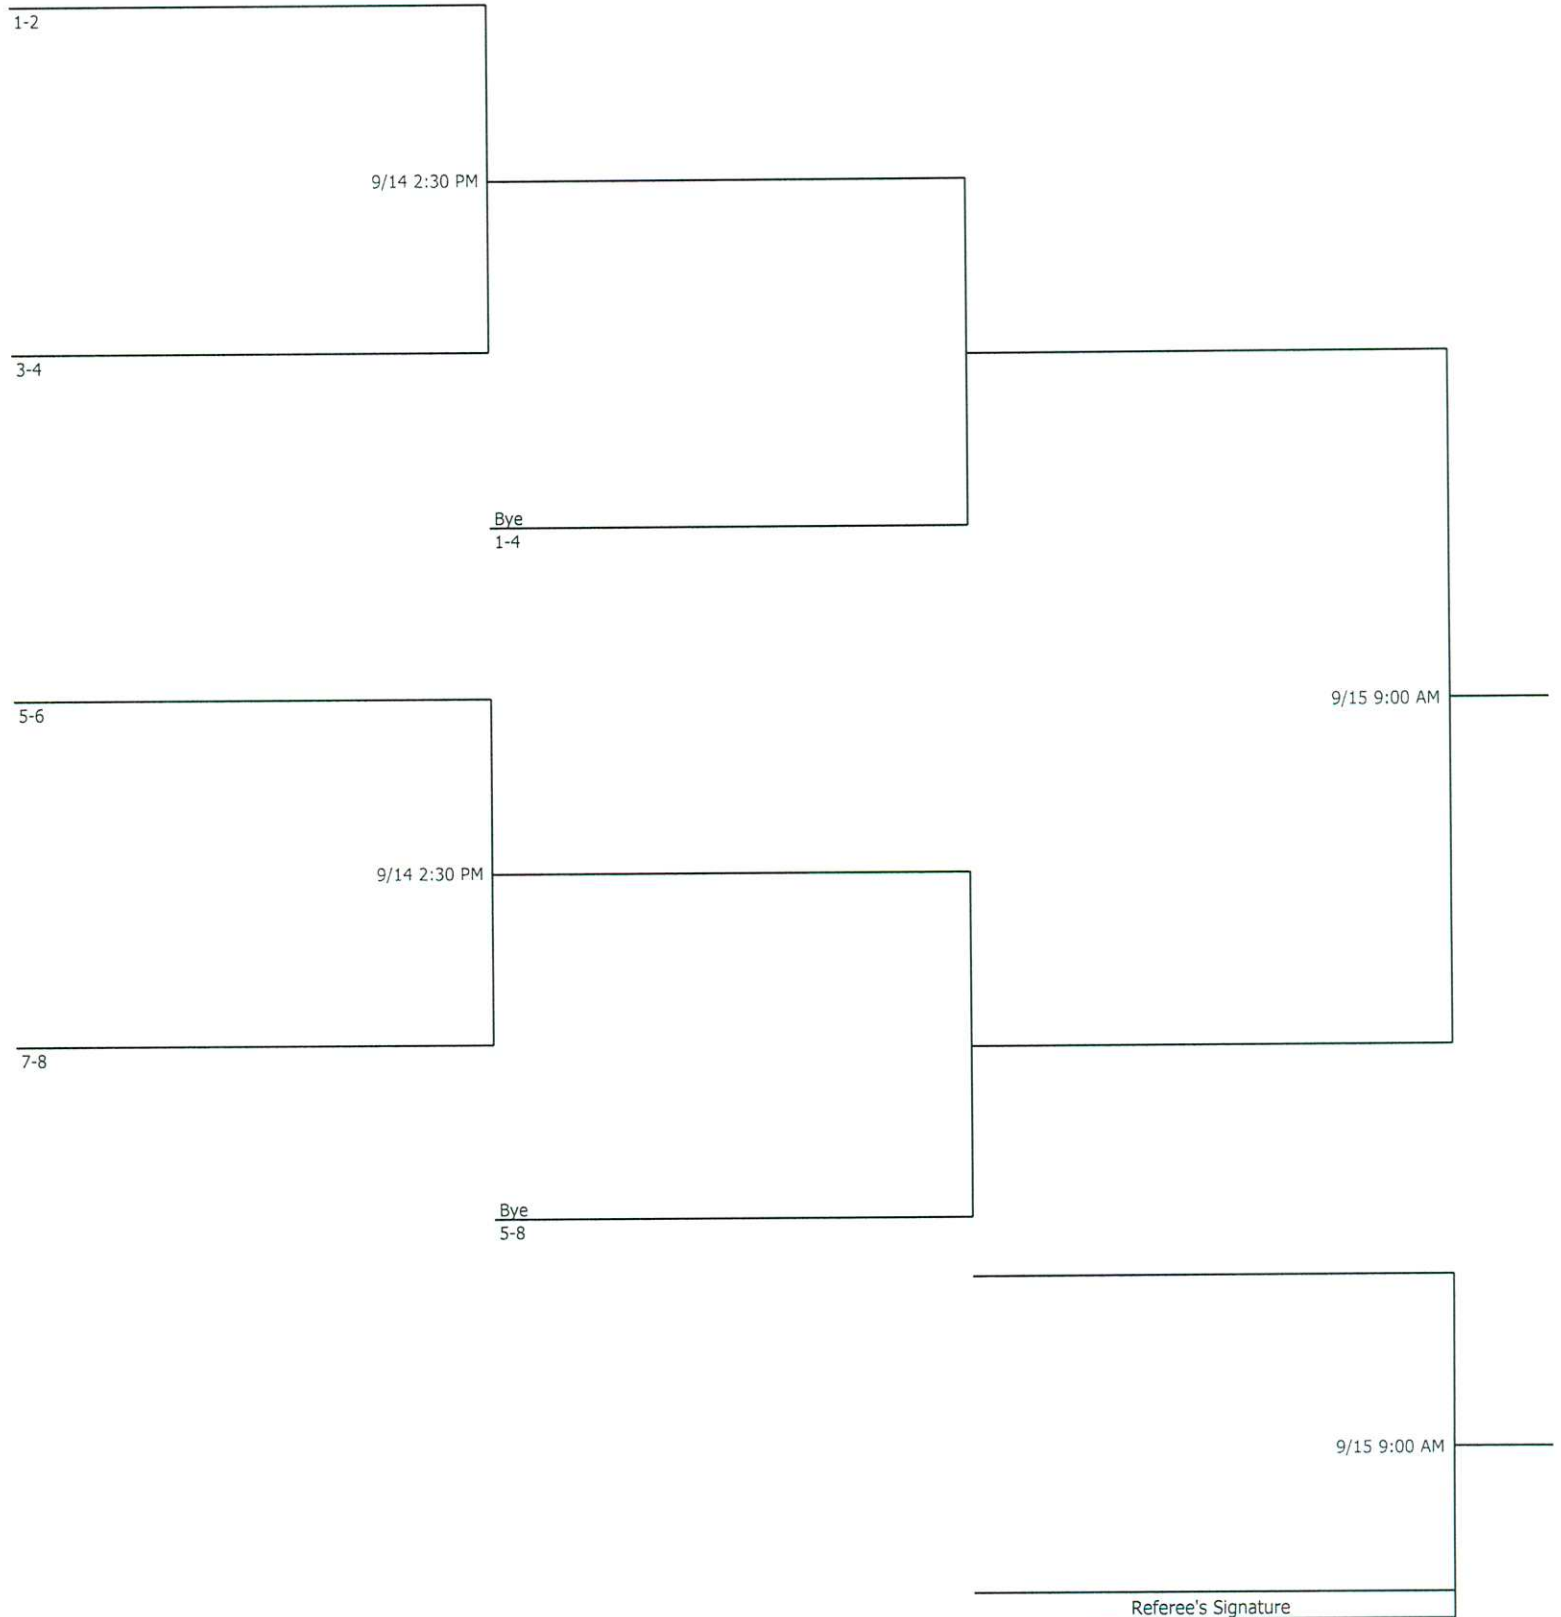 1-2
9/14 2:30 PM
3-4
Bye
1-4
5-6
9/15 9:00 AM
9/14 2:30 PM
7-8
Bye
5-8
9/15 9:00 AM
Referee's Signature